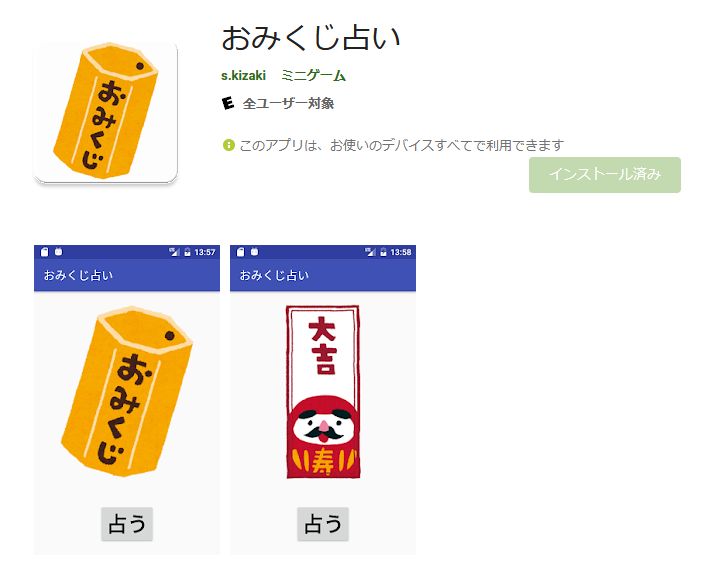 おみくじ占い
s.kizaki ミニゲーム
E 全ユーザー対象
このアプリは、お使いのデバイスすべてで利用できます
インストール済み
おみくじ
13:57
おみくじ占い
おみくじ
占う
13:58
おみくじ占い
大吉
寿
占う